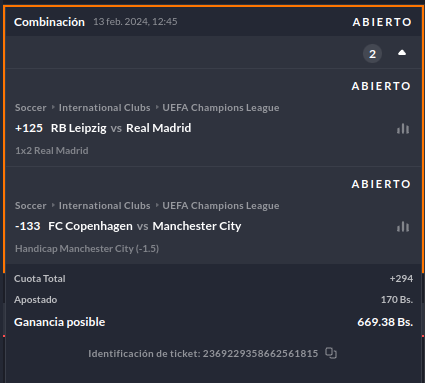 Combinación 13 feb. 2024, 12:45 ABIERTO
2
ABIERTO
Soccer • International Clubs • UEFA Champions League
+125 RB Leipzig vs Real Madrid
1x2 Real Madrid
ABIERTO
Soccer • International Clubs • UEFA Champions League
-133 FC Copenhagen vs Manchester City
Handicap Manchester City (-1.5)
Cuota Total +294
Apostado 170 Bs.
Ganancia posible 669.38 Bs.
Identificación de ticket: 2369229358662561815